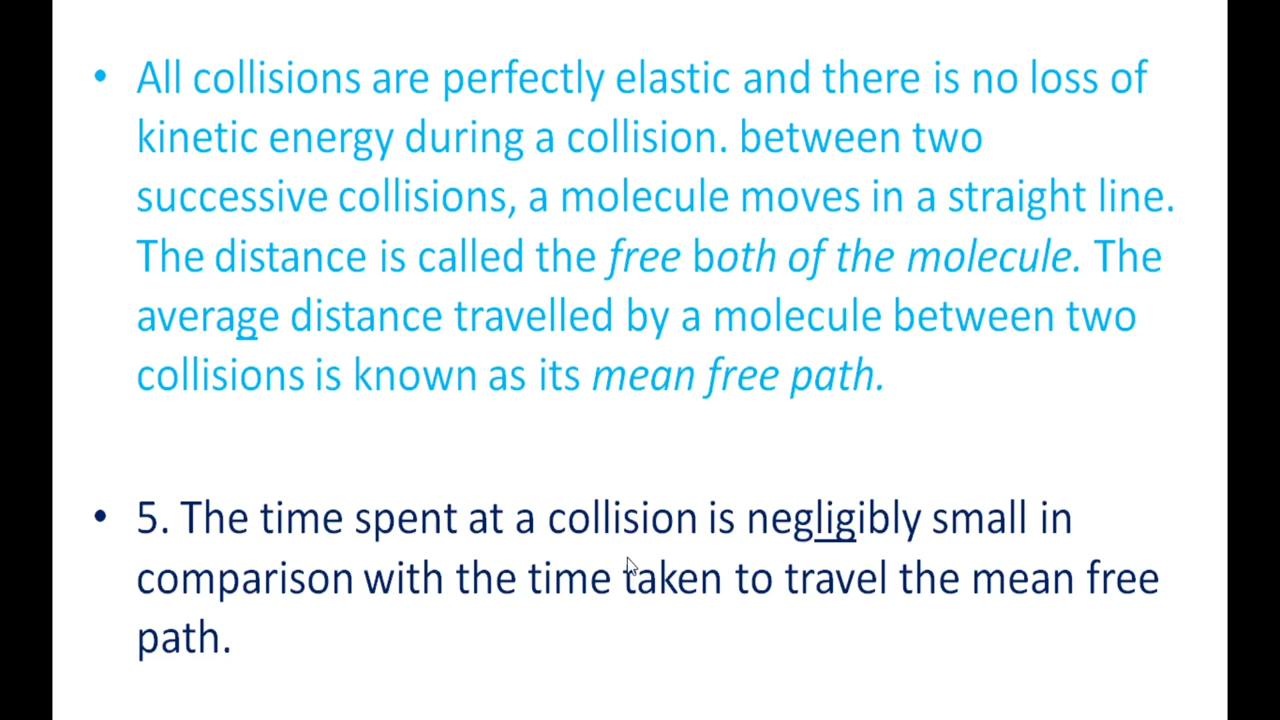 • All collisions are perfectly elastic and there is no loss of
kinetic energy during a collision. between two
successive collisions, a molecule moves in a straight line.
The distance is called the free both of the molecule. The
average distance travelled by a molecule between two
collisions is known as its mean free path.
• 5. The time spent at a collision is negligibly small in
comparison with the time taken to travel the mean free
path.